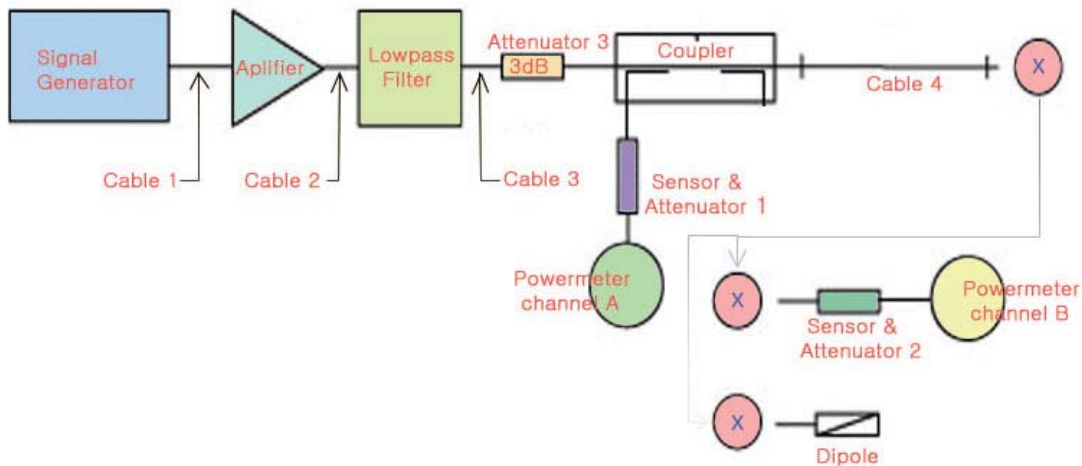 Signal
Generator
Aplifier
Lowpass
Filter
Attenuator 3
3dB
Coupler
Cable 4
X
Cable 1
Cable 2
Cable 3
Sensor &
Attenuator 1
Powermeter
channel A
X
Sensor &
Attenuator 2
Powermeter
channel B
X
Dipole